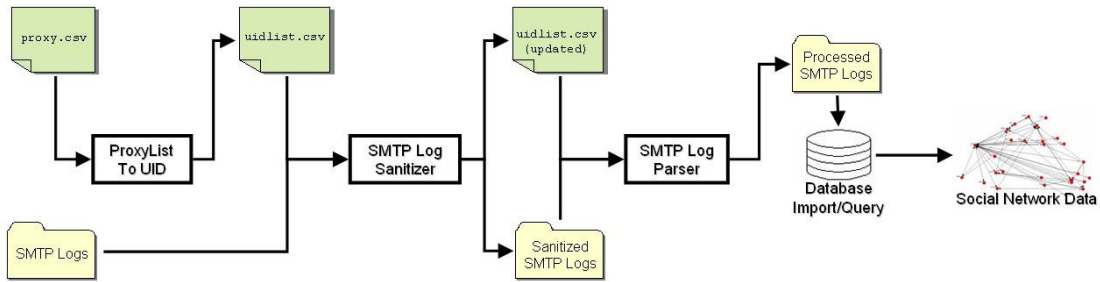 proxy.csv
uidlist.csv
uidlist.csv
(updated)
Processed
SMTP Logs
ProxyList
To UID
SMTP Log
Sanitizer
SMTP Log
Parser
Database
Import/Query
Social Network Data
SMTP Logs
Sanitized
SMTP Logs